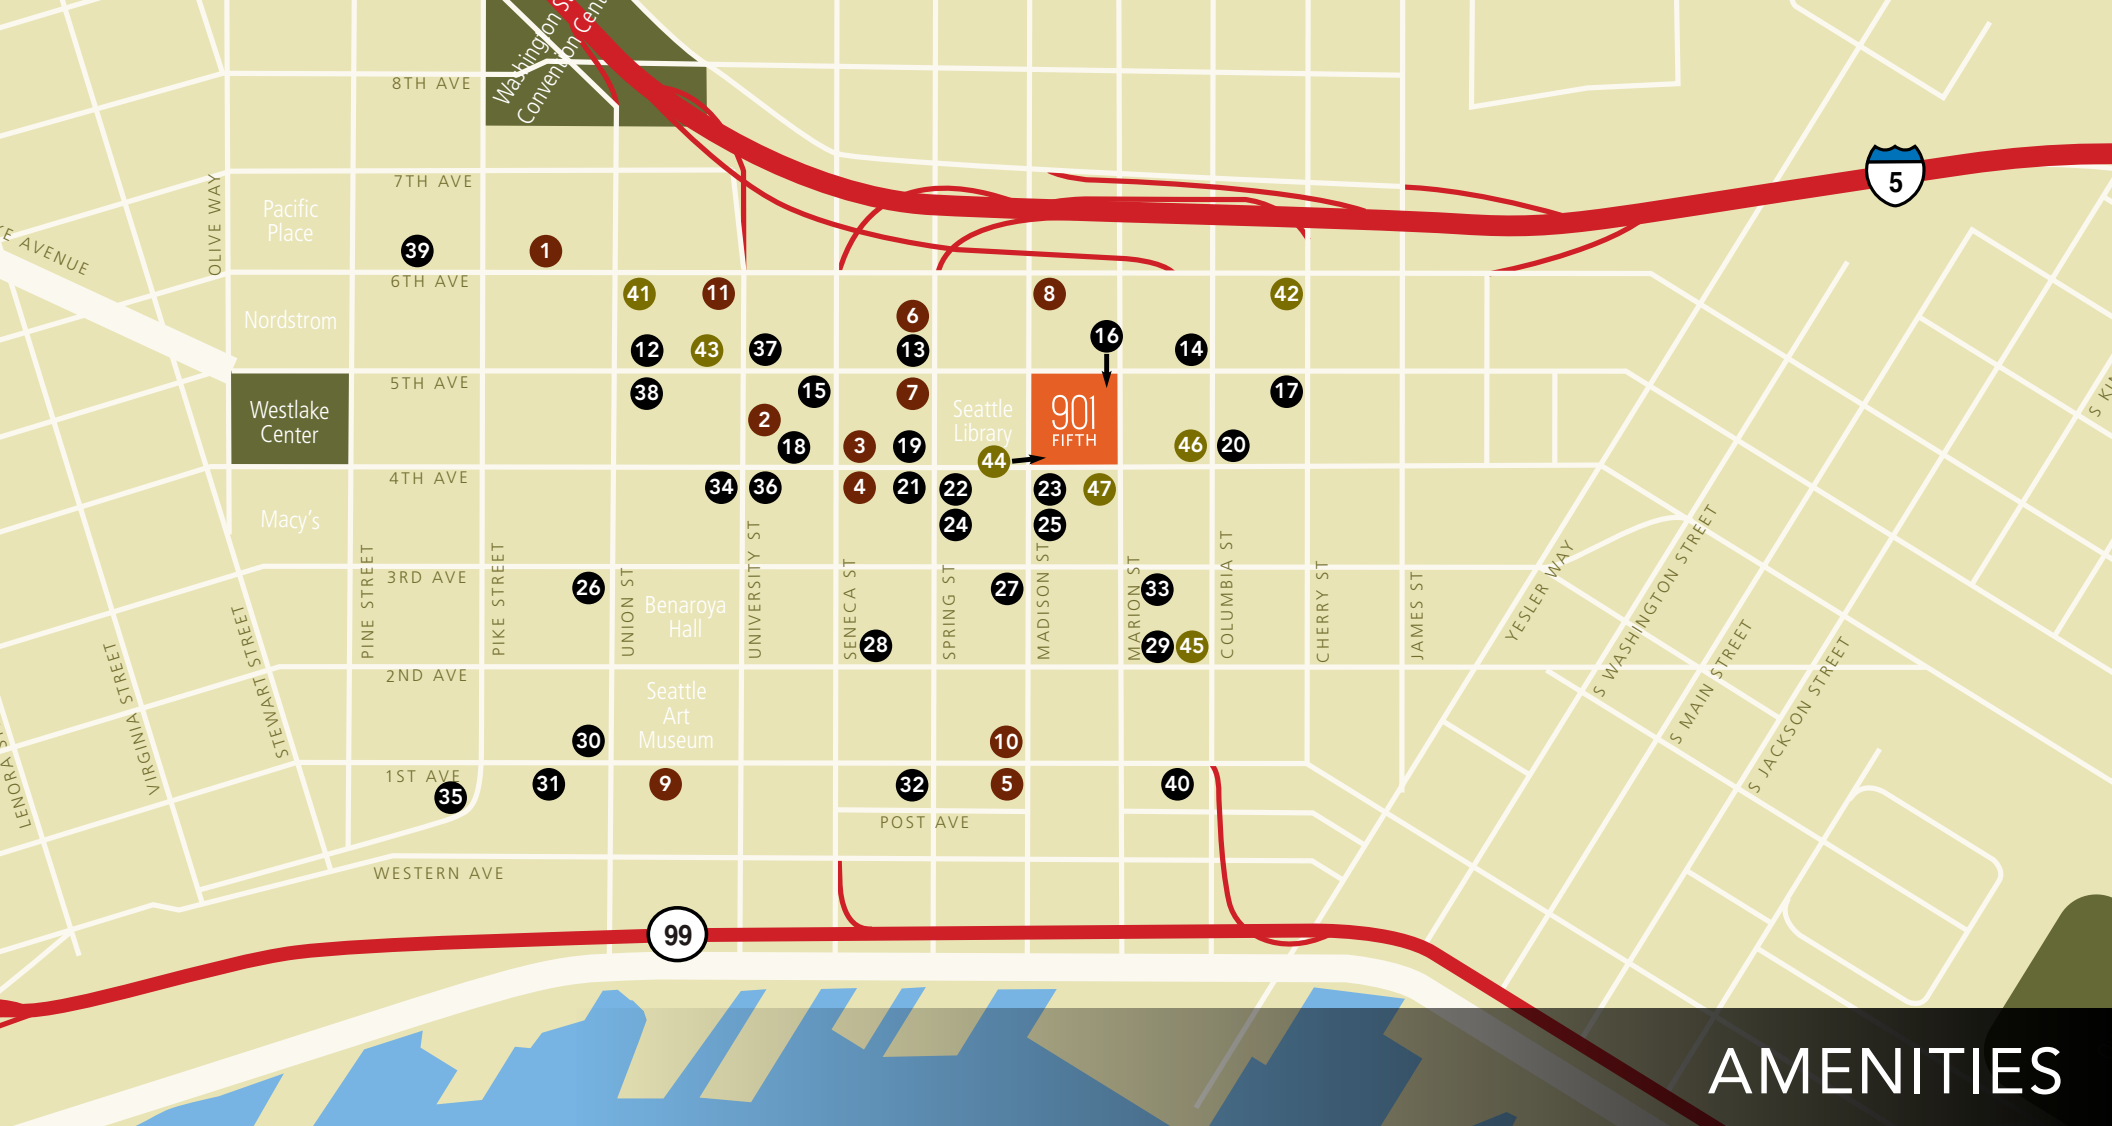 Washington S
Convention Cent
8TH AVE
7TH AVE
5
OLIVE WAY
Pacific
Place
KE AVENUE
39
1
6TH AVE
41
11
8
42
6
Nordstrom
16
12
43
37
13
14
5TH AVE
38
15
7
17
Westlake
Center
Seattle
Library
901
FIFTH
2
18
3
19
44
46
20
4TH AVE
34
36
4
21
22
23
47
Macy's
24
25
3RD AVE
26
Benaroya
Hall
27
33
28
29
45
PINE STREET
PIKE STREET
UNION ST
UNIVERSITY ST
SENECA ST
SPRING ST
MADISON ST
MARION ST
COLUMBIA ST
CHERRY ST
JAMES ST
YESLER WAY
S WASHINGTON STREET
S MAIN STREET
S JACKSON STREET
S KIN
2ND AVE
LENORA S
VIRGINIA STREET
STEWART STREET
Seattle
Art
Museum
30
10
1ST AVE
35
31
9
32
5
40
POST AVE
WESTERN AVE
99
AMENITIES